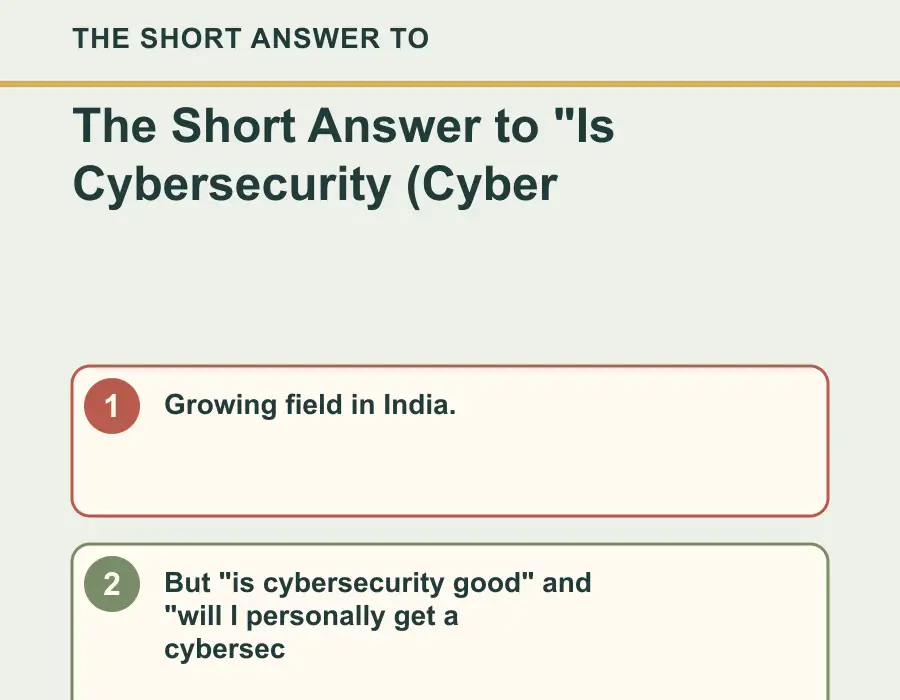 THE SHORT ANSWER TO
The Short Answer to "Is
Cybersecurity (Cyber
1
Growing field in India.
2
But "is cybersecurity good" and
"will I personally get a
cybersec